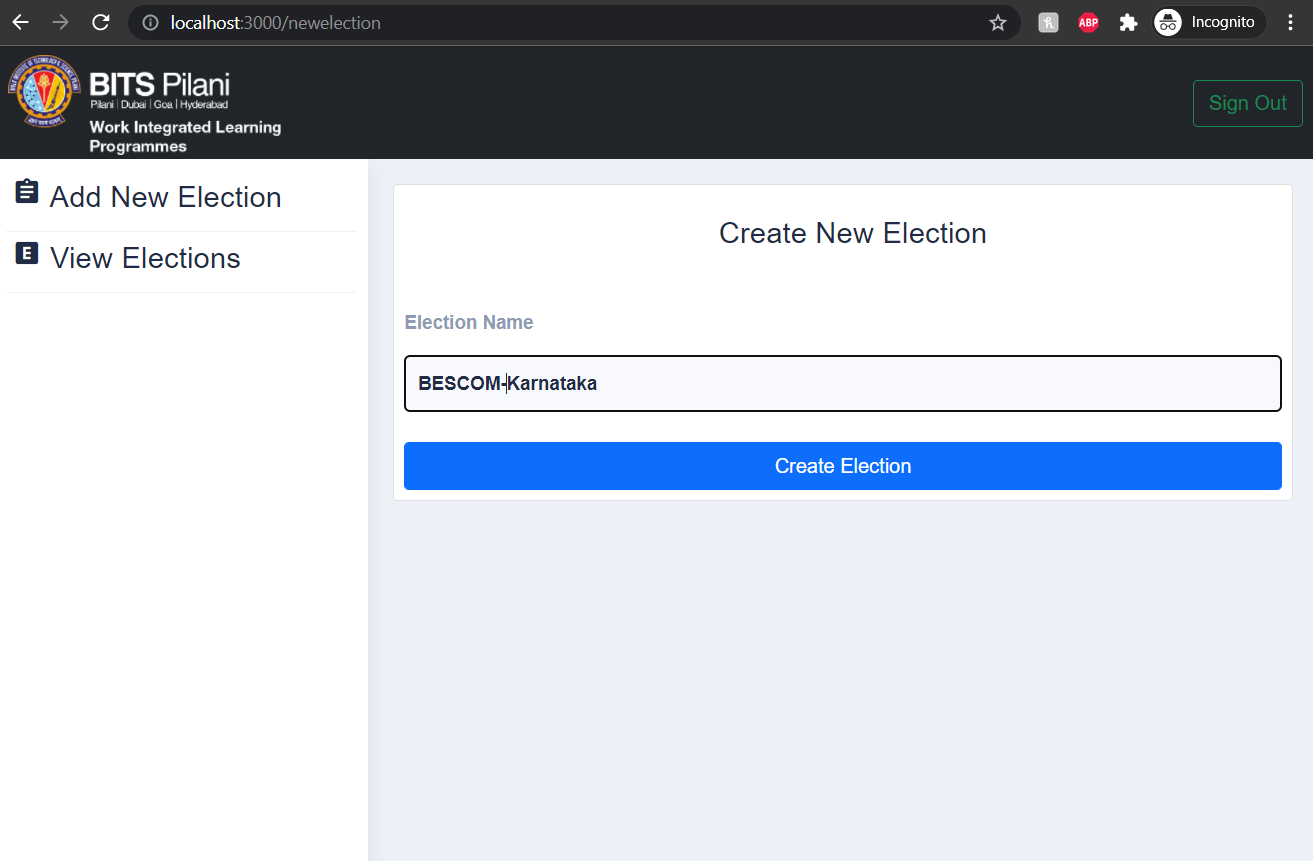 localhost:3000/newelection
ABP
Incognito
BITS Pilani
Pilani | Dubai | Goa | Hyderabad
Work Integrated Learning
Programmes
Sign Out
Add New Election
E View Elections
Create New Election
Election Name
BESCOM-Karnataka
Create Election